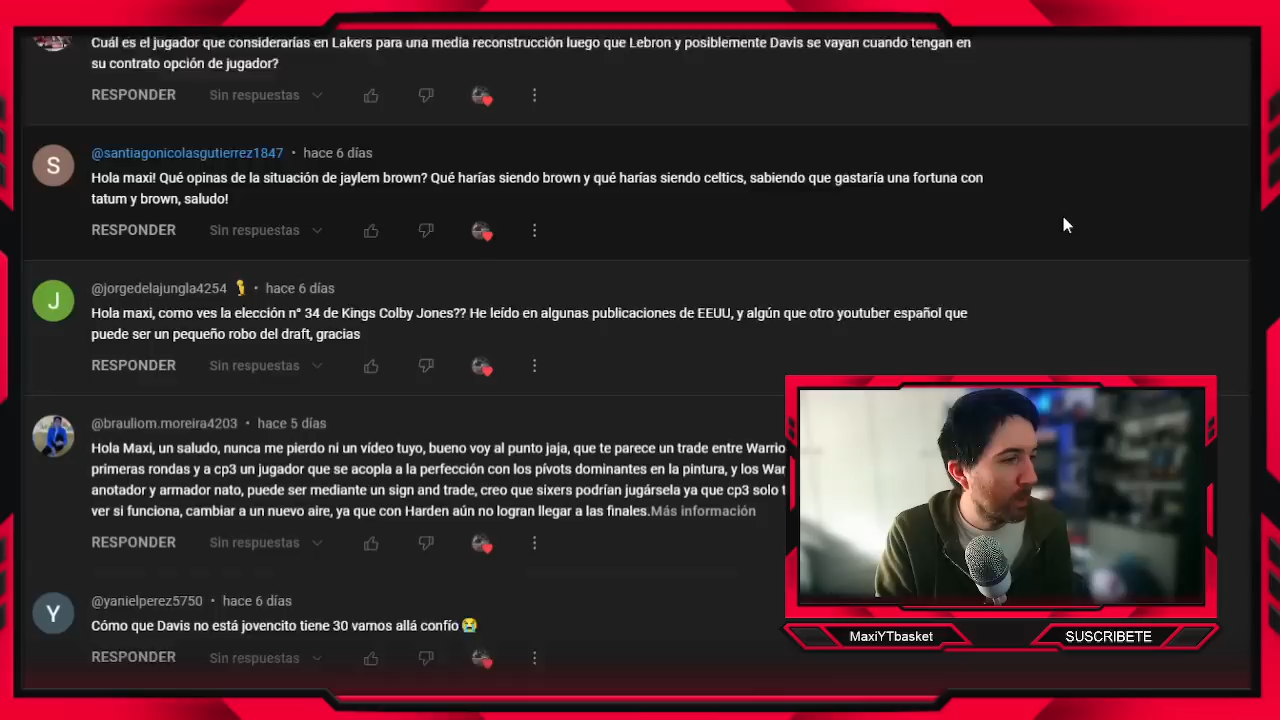 Cuál es el jugador que considerarías en Lakers para una media reconstrucción luego que Lebron y posiblemente Davis se vayan cuando tengan en
su contrato opción de jugador?
RESPONDER Sin respuestas
S
@santiagonicolasgutierrez1847 • hace 6 días
Hola maxi! Qué opinas de la situación de jaylem brown? Qué harías siendo brown y qué harías siendo celtics, sabiendo que gastaría una fortuna con
tatum y brown, saludo!
RESPONDER Sin respuestas
J
@jorgedelajungla4254 • hace 6 días
Hola maxi, como ves la elección n° 34 de Kings Colby Jones?? He leído en algunas publicaciones de EEUU, y algún que otro youtuber español que
puede ser un pequeño robo del draft, gracias
RESPONDER Sin respuestas
@brauliom.moreira4203 • hace 5 días
Hola Maxi, un saludo, nunca me pierdo ni un vídeo tuyo, bueno voy al punto jaja, que te parece un trade entre Warrio
primeras rondas y a cp3 un jugador que se acopla a la perfección con los pívots dominantes en la pintura, y los War
anotador y armador nato, puede ser mediante un sign and trade, creo que sixers podrían jugársela ya que cp3 solo t
ver si funciona, cambiar a un nuevo aire, ya que con Harden aún no logran llegar a las finales.Más información
RESPONDER Sin respuestas
Y
@yanielperez5750 • hace 6 días
Cómo que Davis no está jovencito tiene 30 vamos allá confío😭
RESPONDER Sin respuestas
MaxiYTbasket
SUSCRIBETE